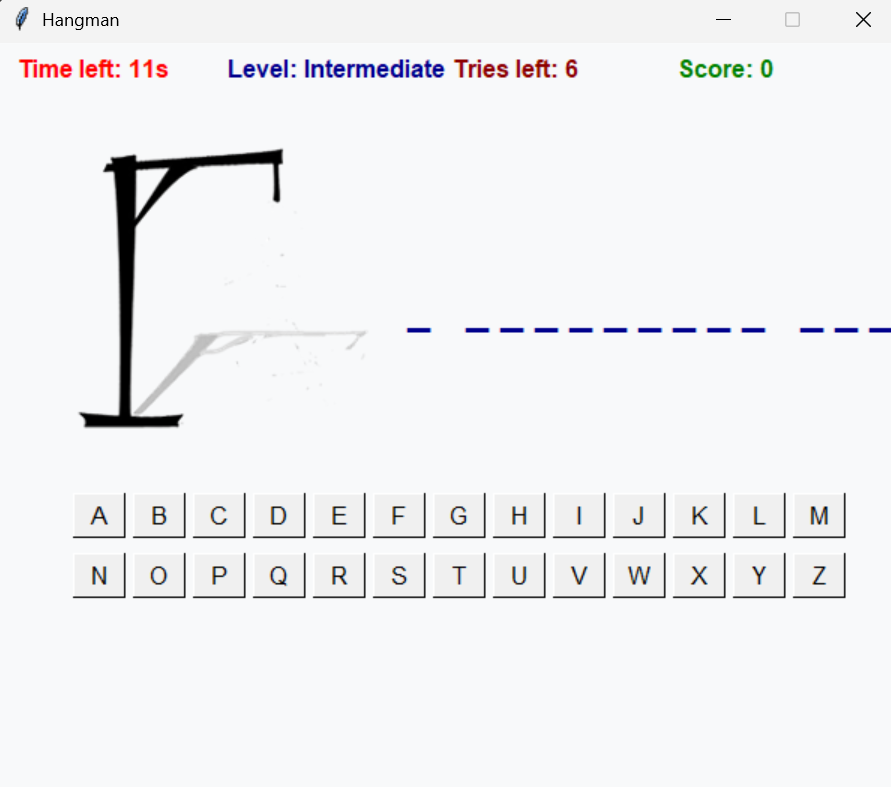 Hangman
Time left: 11s Level: Intermediate Tries left: 6 Score: 0
_ _ _ _ _ _ _ _ _ _ _ _ _
A B C D E F G H I J K L M
N O P Q R S T U V W X Y Z